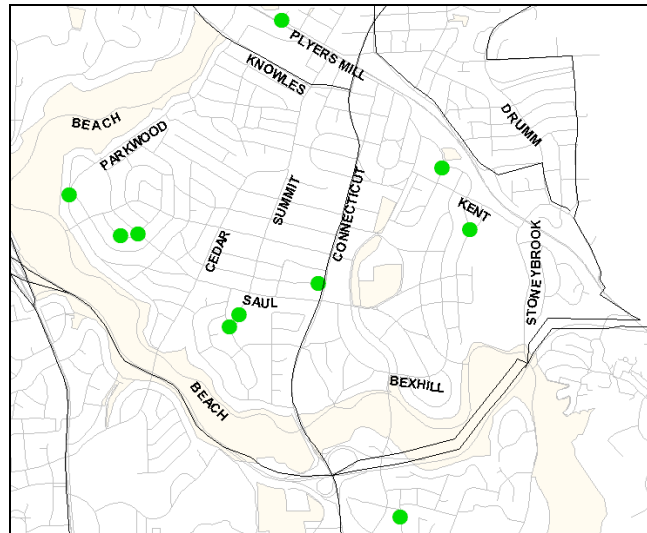 PLYERS MILL
KNOWLES
BEACH
DRUMM
PARKWOOD
SUMMIT
CONNECTICUT
KENT
CEDAR
STONEYBROOK
SAUL
BEXHILL
BEACH